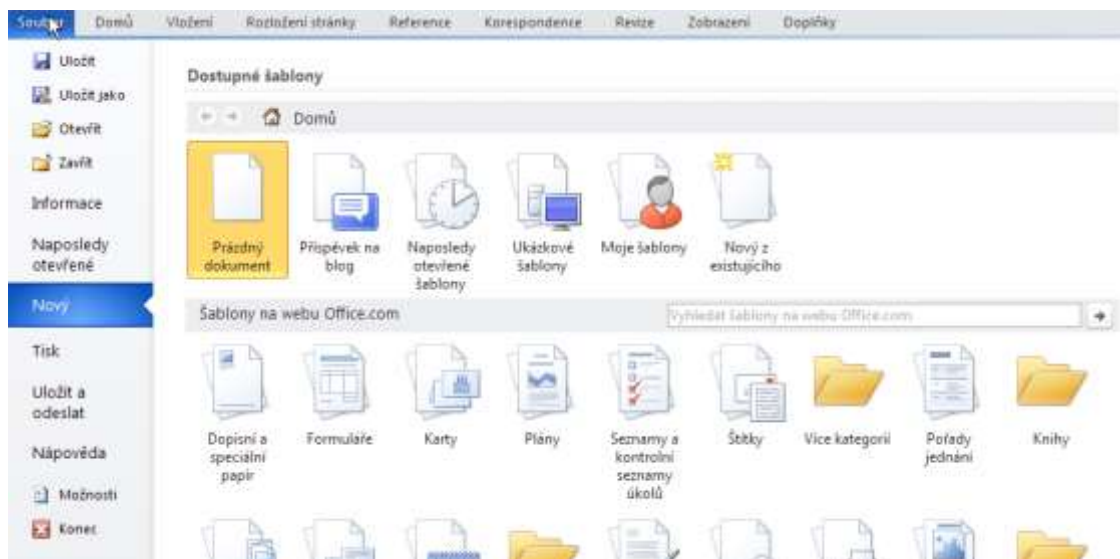 Soubor Domů Vložení Rozložení stránky Reference Korespondence Revize Zobrazení Doplňky
Uložit
Uložit jako
Otevřít
Zavřít
Informace
Naposledy
otevřené
Nový
Tisk
Uložit a
odeslat
Nápověda
Možnosti
Konec
Dostupné šablony
Domů
Prázdný
dokument
Příspěvek na
blog
Naposledy
otevřené
šablony
Ukázkové
šablony
Moje šablony
Nový z
existujícího
Šablony na webu Office.com
Vyhledat šablony na webu Office.com
Dopisní a
speciální
papír
Formuláře
Karty
Plány
Seznamy a
kontrolní
seznamy
úkolů
Štítky
Více kategorií
Pořady
jednání
Knihy